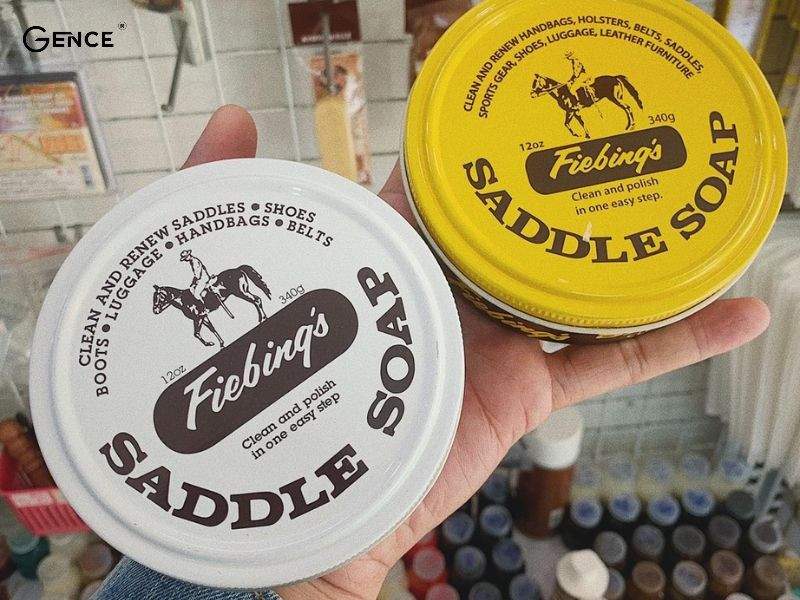 GENCE
CLEAN AND RENEW SADDLES • SHOES
BOOTS • LUGGAGE • HANDBAGS • BELTS
12oz 340g
Fiebing's
Clean and polish
in one easy step
SADDLE SOAP
CLEAN AND RENEW HANDBAGS, HOLSTERS, BELTS, SADDLES,
SPORTS GEAR, SHOES, LUGGAGE, LEATHER FURNITURE
12oz 340g
Fiebing's
Clean and polish
in one easy step.
SADDLE SOAP